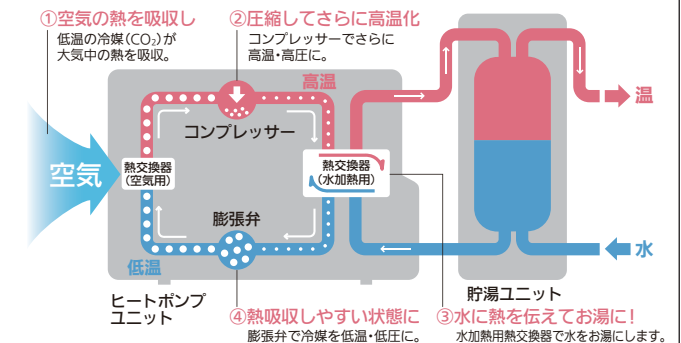 ①空気の熱を吸収し
低温の冷媒(CO₂)が
大気中の熱を吸収。
②圧縮してさらに高温化
コンプレッサーでさらに
高温・高圧に。
高温
温
コンプレッサー
空気
熱交換器
(空気用)
熱交換器
(水加熱用)
膨張弁
低温
水
ヒートポンプ
ユニット
貯湯ユニット
④熱吸収しやすい状態に
膨張弁で冷媒を低温・低圧に。
③水に熱を伝えてお湯に!
水加熱用熱交換器で水をお湯にします。